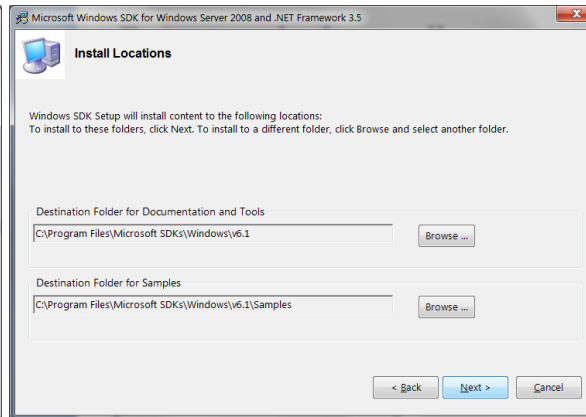 Microsoft Windows SDK for Windows Server 2008 and .NET Framework 3.5
Install Locations
Windows SDK Setup will install content to the following locations:
To install to these folders, click Next. To install to a different folder, click Browse and select another folder.
Destination Folder for Documentation and Tools
C:\Program Files\Microsoft SDKs\Windows\v6.1
Browse ...
Destination Folder for Samples
C:\Program Files\Microsoft SDKs\Windows\v6.1\Samples
Browse ...
< Back Next > Cancel